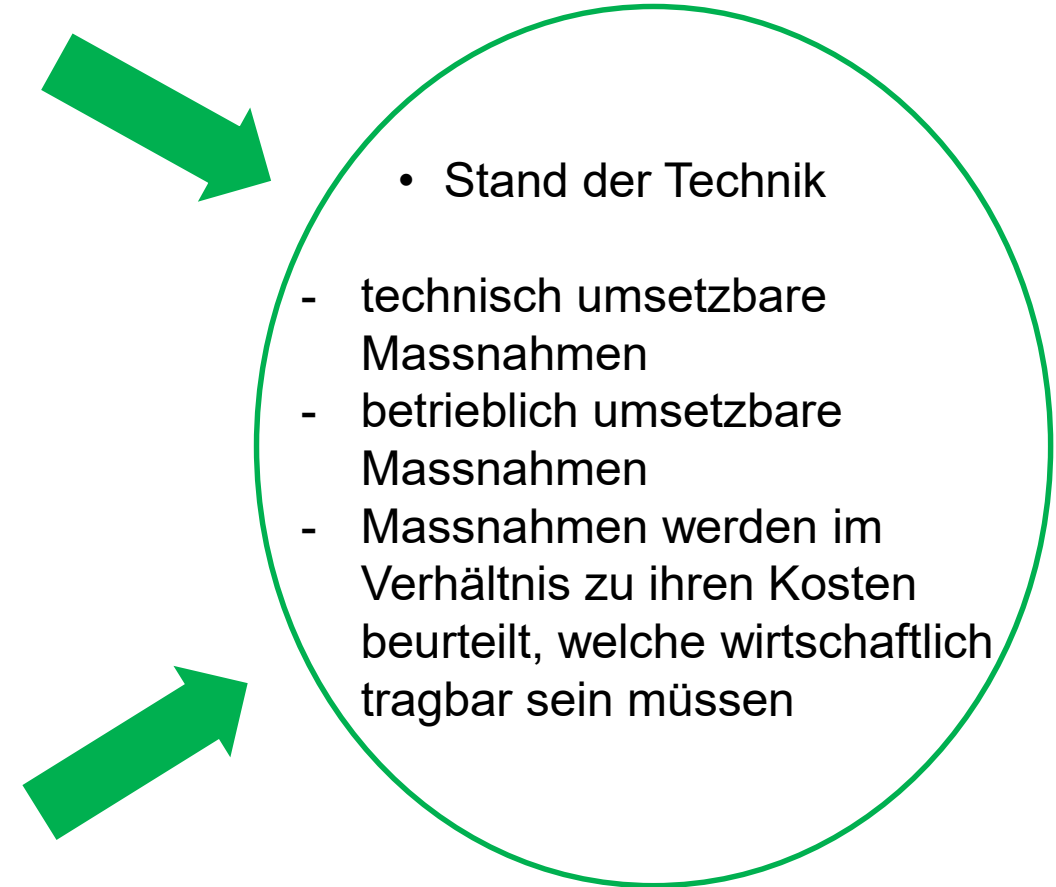 • Stand der Technik
- technisch umsetzbare
Massnahmen
- betrieblich umsetzbare
Massnahmen
- Massnahmen werden im
Verhältnis zu ihren Kosten
beurteilt, welche wirtschaftlich
tragbar sein müssen